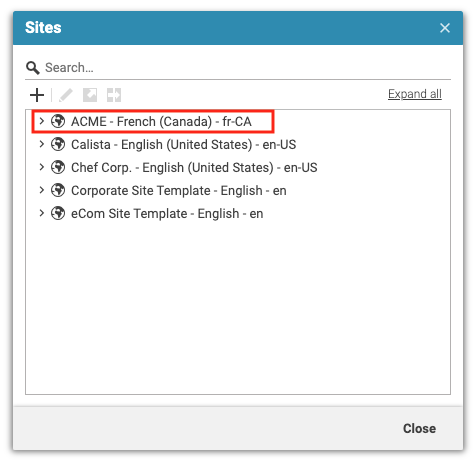 Sites
Search...
Expand all
ACME - French (Canada) - fr-CA
Calista - English (United States) - en-US
Chef Corp. - English (United States) - en-US
Corporate Site Template - English - en
eCom Site Template - English - en
Close